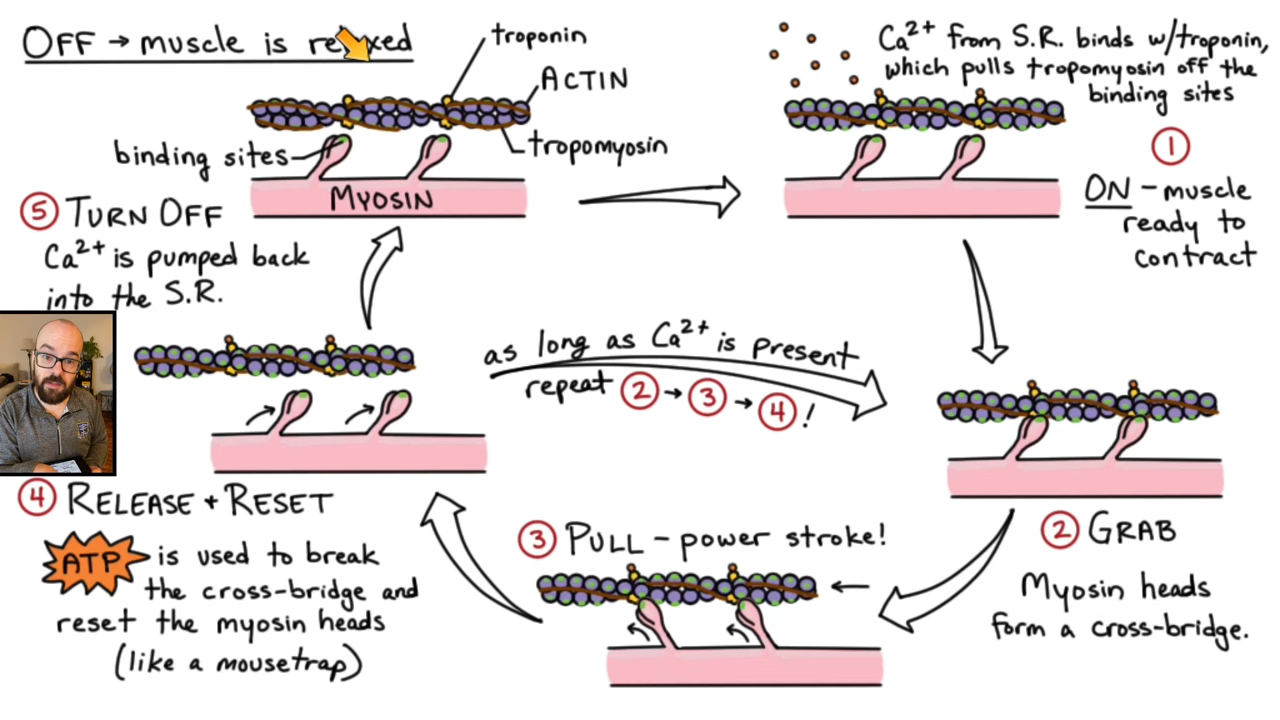 OFF → muscle is re
troponin
ACTIN
tropomyosin
binding sites
MYOSIN
Ca²⁺ from S.R. binds w/troponin,
which pulls tropomyosin off the
binding sites
①
ON - muscle
ready to
contract
② GRAB
Myosin heads
form a cross-bridge.
③ PULL - power stroke!
④ RELEASE + RESET
ATP is used to break
the cross-bridge and
reset the myosin heads
(like a mousetrap)
⑤ TURN OFF
Ca²⁺ is pumped back
into the S.R.
as long as Ca²⁺ is present
repeat ② → ③ → ④ !